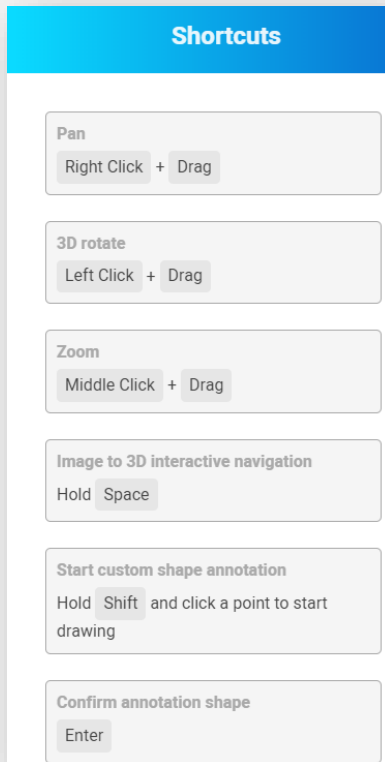 Shortcuts
Pan
Right Click + Drag
3D rotate
Left Click + Drag
Zoom
Middle Click + Drag
Image to 3D interactive navigation
Hold Space
Start custom shape annotation
Hold Shift and click a point to start
drawing
Confirm annotation shape
Enter